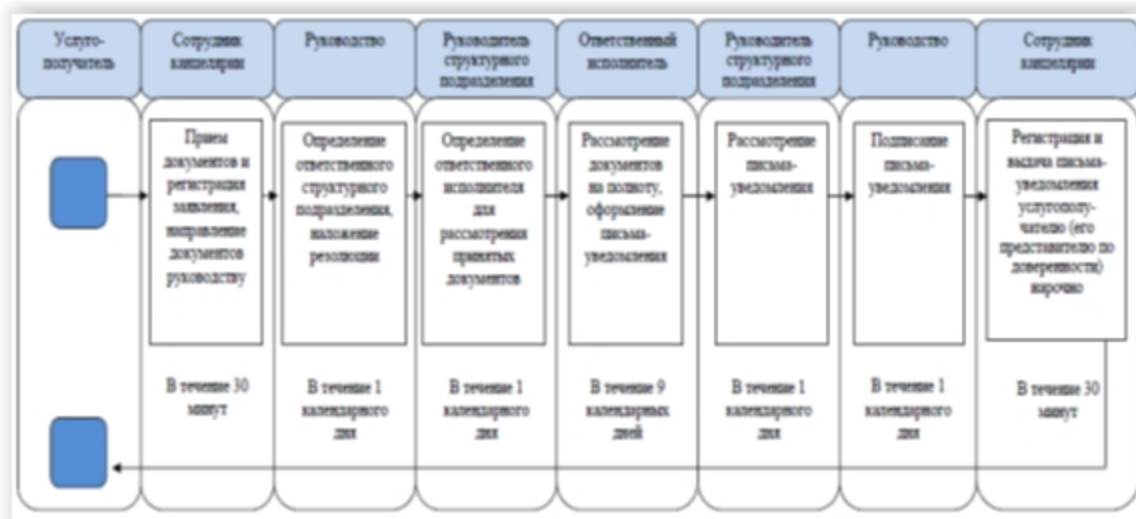 Услуго-
получатель
Сотрудник
канцелярии
Руководство
Руководитель
структурного
подразделения
Ответственный
исполнитель
Руководитель
структурного
подразделения
Руководство
Сотрудник
канцелярии
Прием
документов и
регистрация
заявления,
направление
документов
руководству
Определение
ответственного
структурного
подразделения,
наложение
резолюции
Определение
ответственного
исполнителя
для
рассмотрения
принятых
документов
Рассмотрение
документов
на полноту,
оформление
письма-
уведомления
Рассмотрение
письма-
уведомления
Подписание
письма-
уведомления
Регистрация и
выдача письма-
уведомления
услугополу-
чателю (его
представителю по
доверенности)
нарочно
В течение 30
минут
В течение 1
календарного
дня
В течение 1
календарного
дня
В течение 9
календарных
дней
В течение 1
календарного
дня
В течение 1
календарного
дня
В течение 30
минут